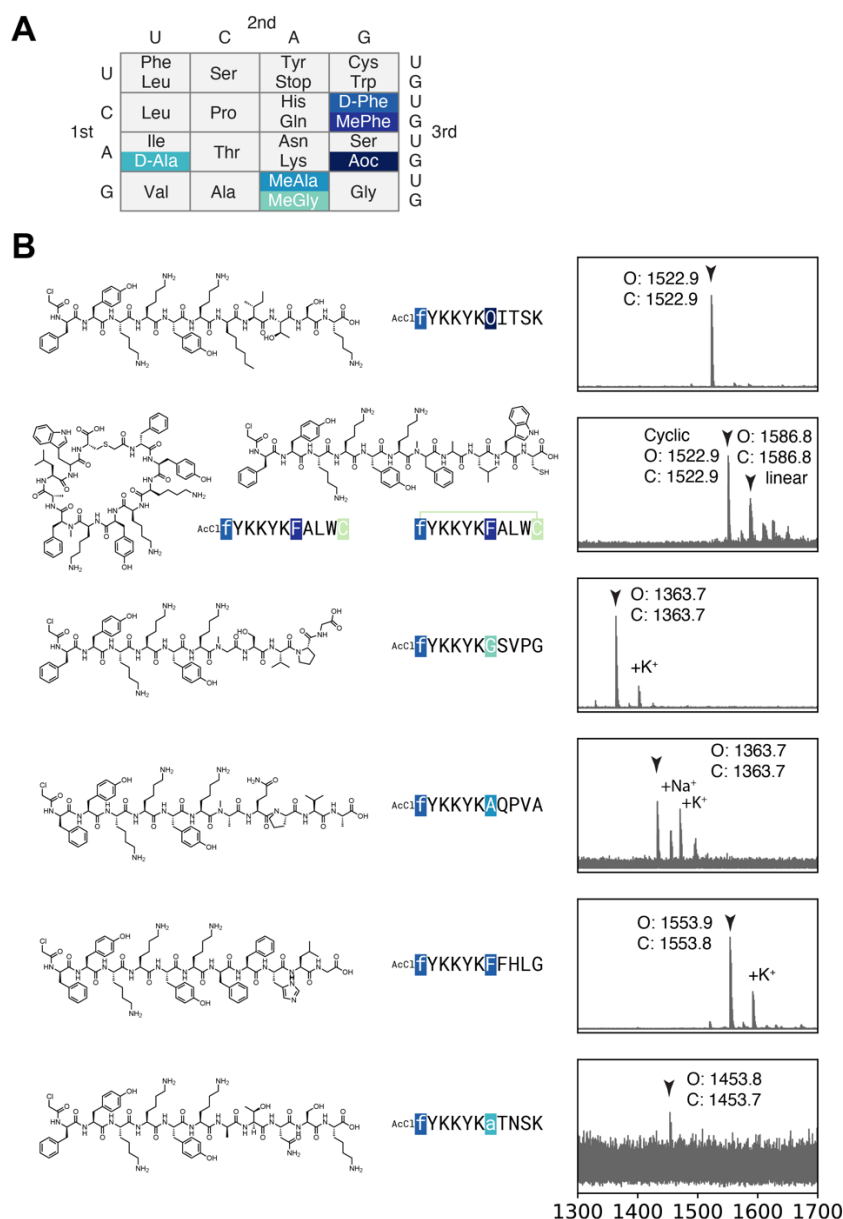 A
2nd
U C A G
U Phe Ser Tyr Cys U
Leu Stop Trp G
C Leu Pro His D-Phe U
Gln MePhe G
1st 3rd
A Ile Thr Asn Ser U
D-Ala Lys Aoc G
G Val Ala MeAla Gly U
MeGly G
B
AcCl fYKKYKOITSK
O: 1522.9
C: 1522.9
AcCl fYKKYKFALWC
fYKKYKFALWC
Cyclic
O: 1522.9
C: 1522.9
O: 1586.8
C: 1586.8
linear
AcCl fYKKYKGSVPG
O: 1363.7
C: 1363.7
+K⁺
AcCl fYKKYKAQPVA
O: 1363.7
C: 1363.7
+Na⁺
+K⁺
AcCl fYKKYKFFHLG
O: 1553.9
C: 1553.8
+K⁺
AcCl fYKKYKaTNSK
O: 1453.8
C: 1453.7
1300 1400 1500 1600 1700